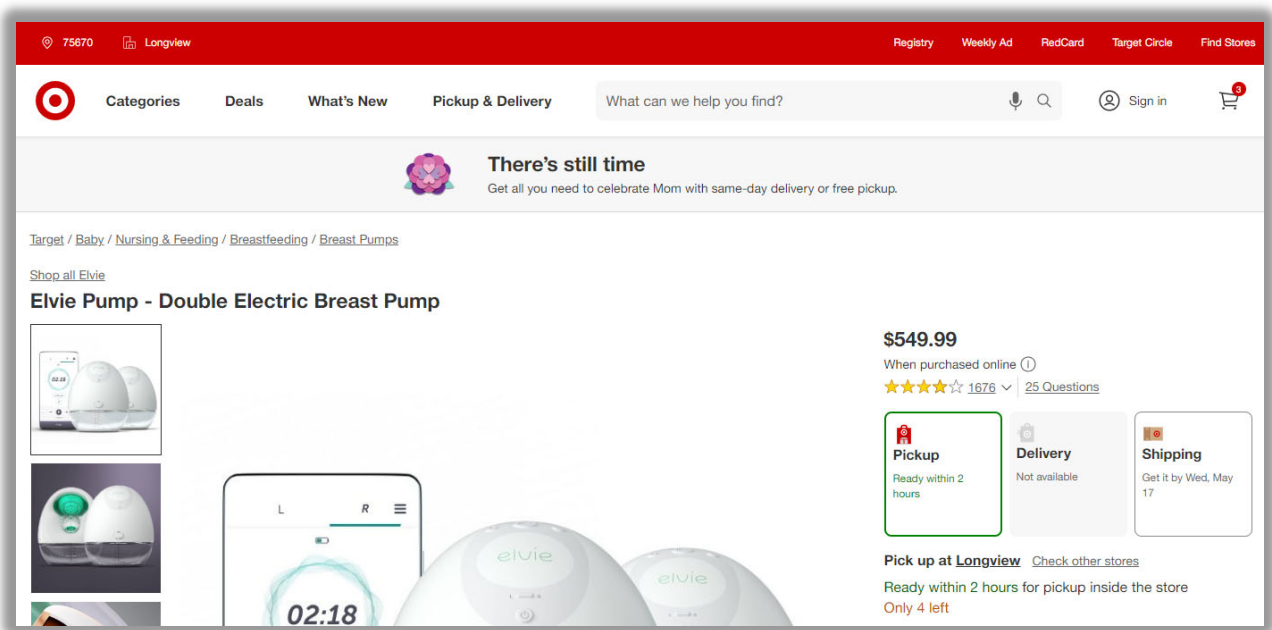 75670 Longview Registry Weekly Ad RedCard Target Circle Find Stores
Categories Deals What's New Pickup & Delivery What can we help you find? Sign in 3
There's still time
Get all you need to celebrate Mom with same-day delivery or free pickup.
Target / Baby / Nursing & Feeding / Breastfeeding / Breast Pumps
Shop all Elvie
Elvie Pump - Double Electric Breast Pump
$549.99
When purchased online
1676 25 Questions
Pickup
Ready within 2
hours
Delivery
Not available
Shipping
Get it by Wed, May
17
Pick up at Longview Check other stores
Ready within 2 hours for pickup inside the store
Only 4 left
02:18
L R
02:18
elvie
elvie